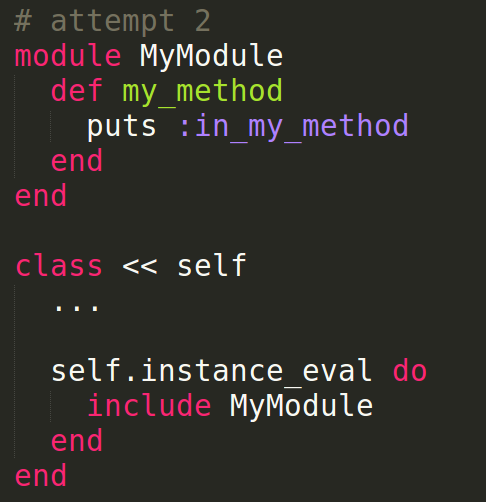 # attempt 2
module MyModule
  def my_method
    puts :in_my_method
  end
end

class << self
  ...

  self.instance_eval do
    include MyModule
  end
end